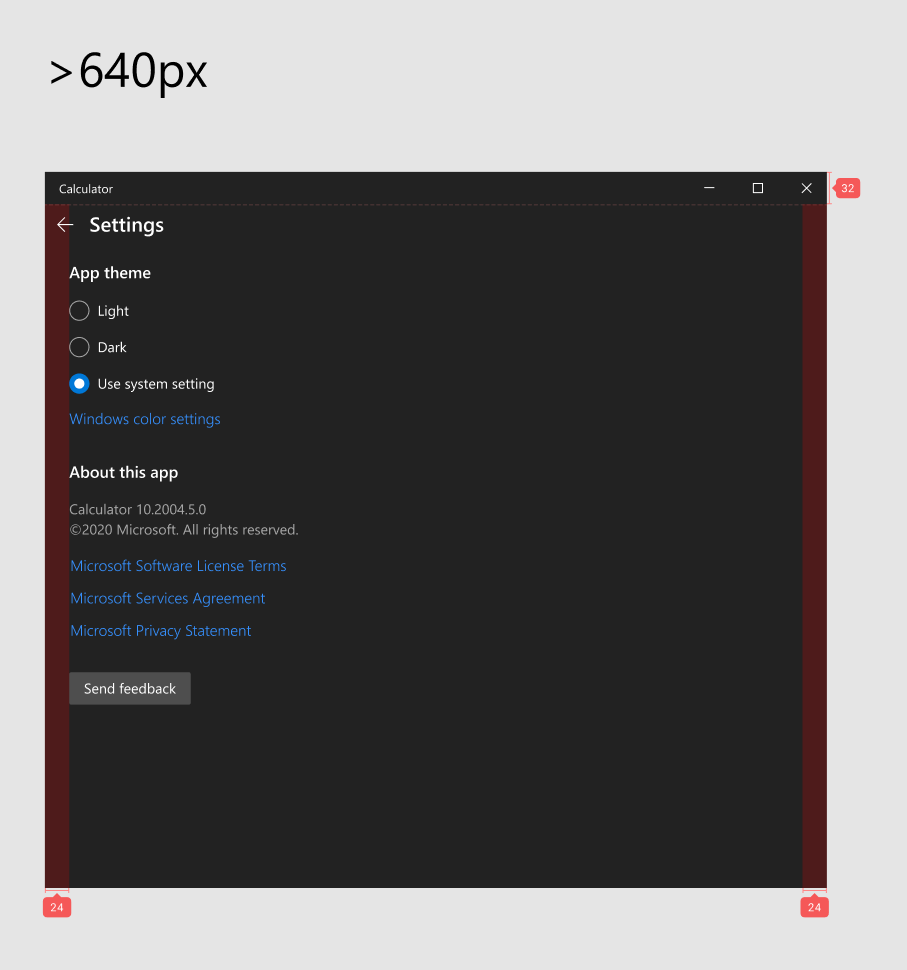 >640px
Calculator
32
Settings
App theme
Light
Dark
Use system setting
Windows color settings
About this app
Calculator 10.2004.5.0
©2020 Microsoft. All rights reserved.
Microsoft Software License Terms
Microsoft Services Agreement
Microsoft Privacy Statement
Send feedback
24
24